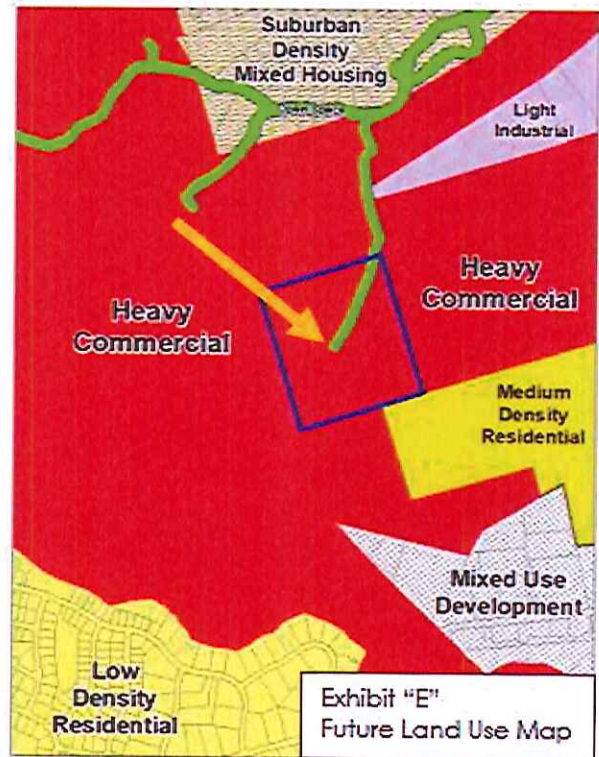 Suburban
Density
Mixed Housing
Light
Industrial
Heavy
Commercial
Heavy
Commercial
Medium
Density
Residential
Mixed Use
Development
Low
Density
Residential
Exhibit "E"
Future Land Use Map